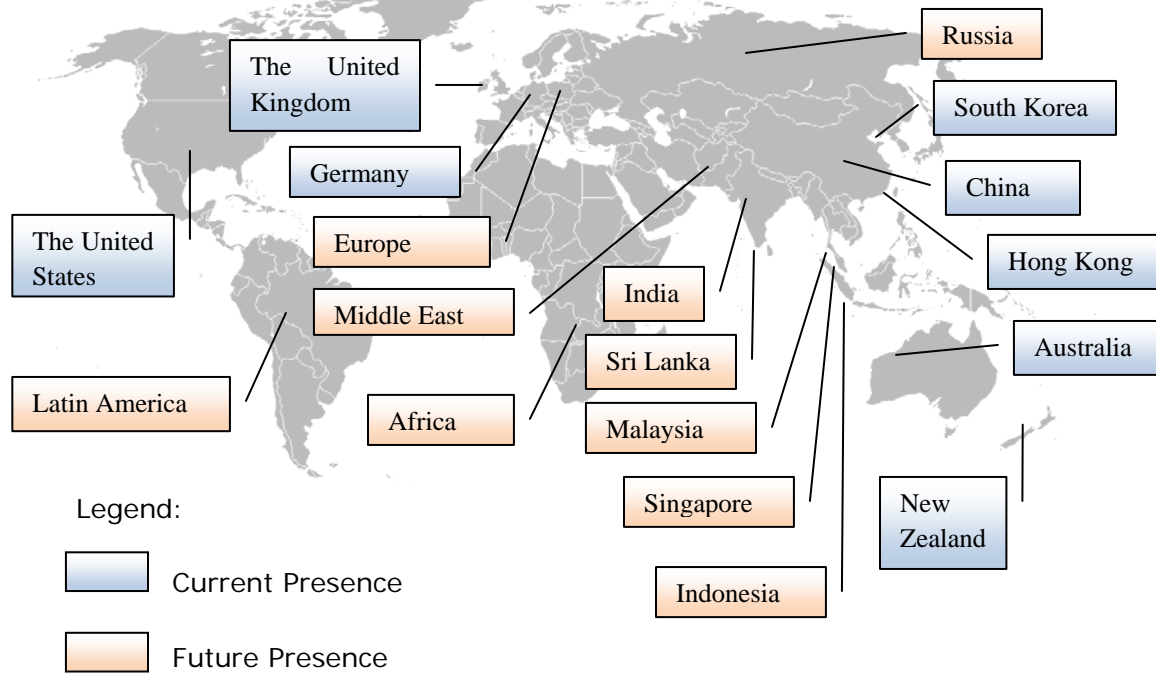 Russia
The United
Kingdom
South Korea
Germany
China
The United
States
Europe
Hong Kong
India
Middle East
Australia
Sri Lanka
Latin America
Africa
Malaysia
Singapore
New
Zealand
Indonesia
Legend:
Current Presence
Future Presence